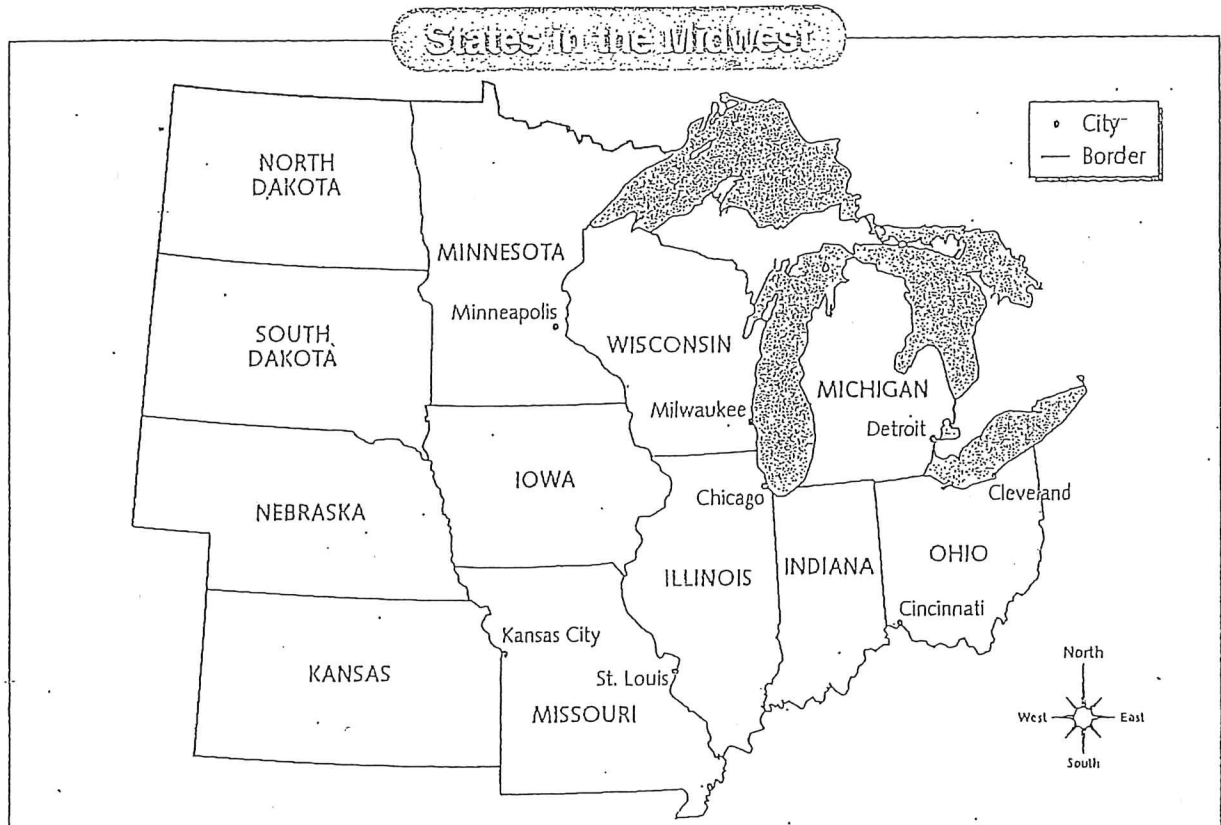 States in the Midwest
City
Border
NORTH
DAKOTA
MINNESOTA
Minneapolis
SOUTH
DAKOTA
WISCONSIN
MICHIGAN
Milwaukee
Detroit
IOWA
Chicago
Cleveland
NEBRASKA
ILLINOIS
INDIANA
OHIO
Cincinnati
Kansas City
KANSAS
St. Louis
MISSOURI
North
West
East
South